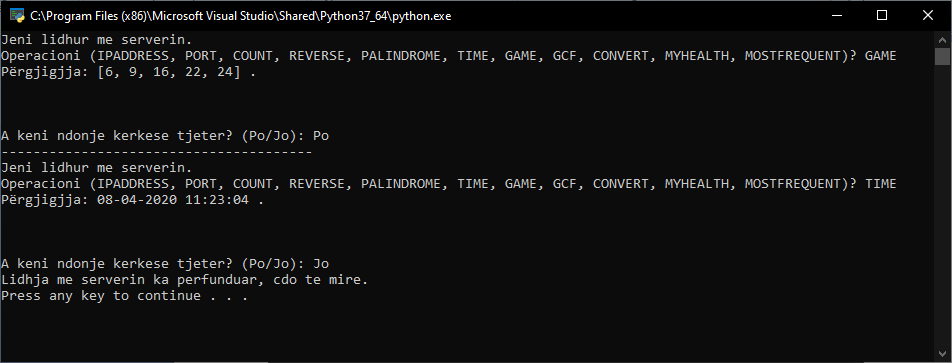 C:\Program Files (x86)\Microsoft Visual Studio\Shared\Python37_64\python.exe
Jeni lidhur me serverin.
Operacioni (IPADDRESS, PORT, COUNT, REVERSE, PALINDROME, TIME, GAME, GCF, CONVERT, MYHEALTH, MOSTFREQUENT)? GAME
Përgjigjja: [6, 9, 16, 22, 24] .
A keni ndonje kerkese tjeter? (Po/Jo): Po
---------------------------------------
Jeni lidhur me serverin.
Operacioni (IPADDRESS, PORT, COUNT, REVERSE, PALINDROME, TIME, GAME, GCF, CONVERT, MYHEALTH, MOSTFREQUENT)? TIME
Përgjigjja: 08-04-2020 11:23:04 .
A keni ndonje kerkese tjeter? (Po/Jo): Jo
Lidhja me serverin ka perfunduar, cdo te mire.
Press any key to continue . . .